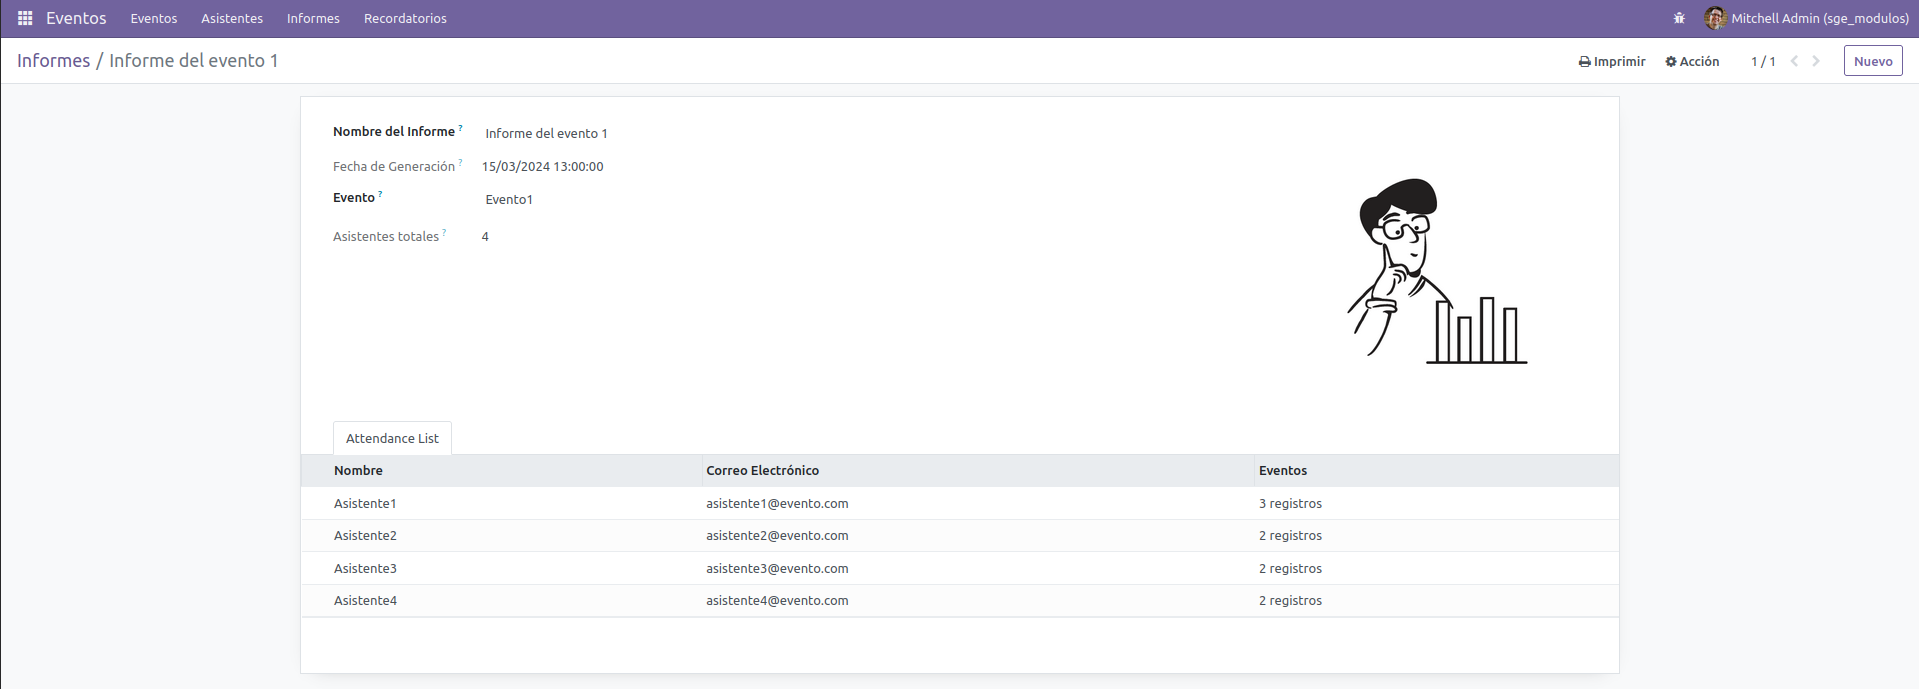 Eventos Eventos Asistentes Informes Recordatorios Mitchell Admin (sge_modulos)
Informes / Informe del evento 1 Imprimir Acción 1 / 1 Nuevo
Nombre del Informe ? Informe del evento 1
Fecha de Generación ? 15/03/2024 13:00:00
Evento ? Evento1
Asistentes totales ? 4
Attendance List
Nombre Correo Electrónico Eventos
Asistente1 asistente1@evento.com 3 registros
Asistente2 asistente2@evento.com 2 registros
Asistente3 asistente3@evento.com 2 registros
Asistente4 asistente4@evento.com 2 registros